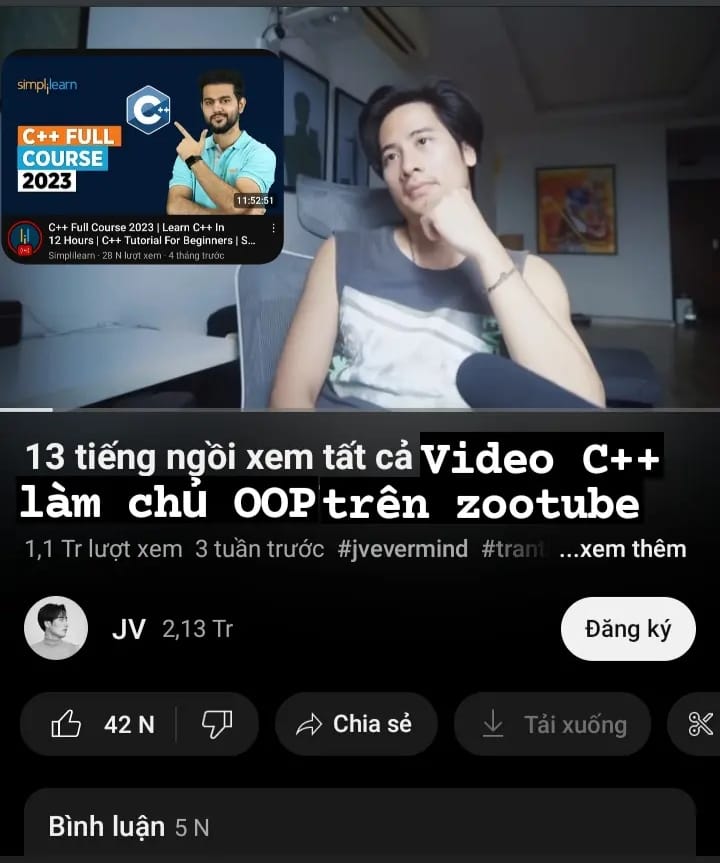 simplilearn
C++
C++ FULL
COURSE
2023
11:52:51
C++ Full Course 2023 | Learn C++ In
12 Hours | C++ Tutorial For Beginners | S...
Simplilearn · 28 N lượt xem · 4 tháng trước
13 tiếng ngồi xem tất cả Video C++
làm chủ OOP trên zootube
1,1 Tr lượt xem 3 tuần trước #jvevermind #trant ...xem thêm
JV 2,13 Tr
Đăng ký
42 N
Chia sẻ
Tải xuống
Bình luận 5 N